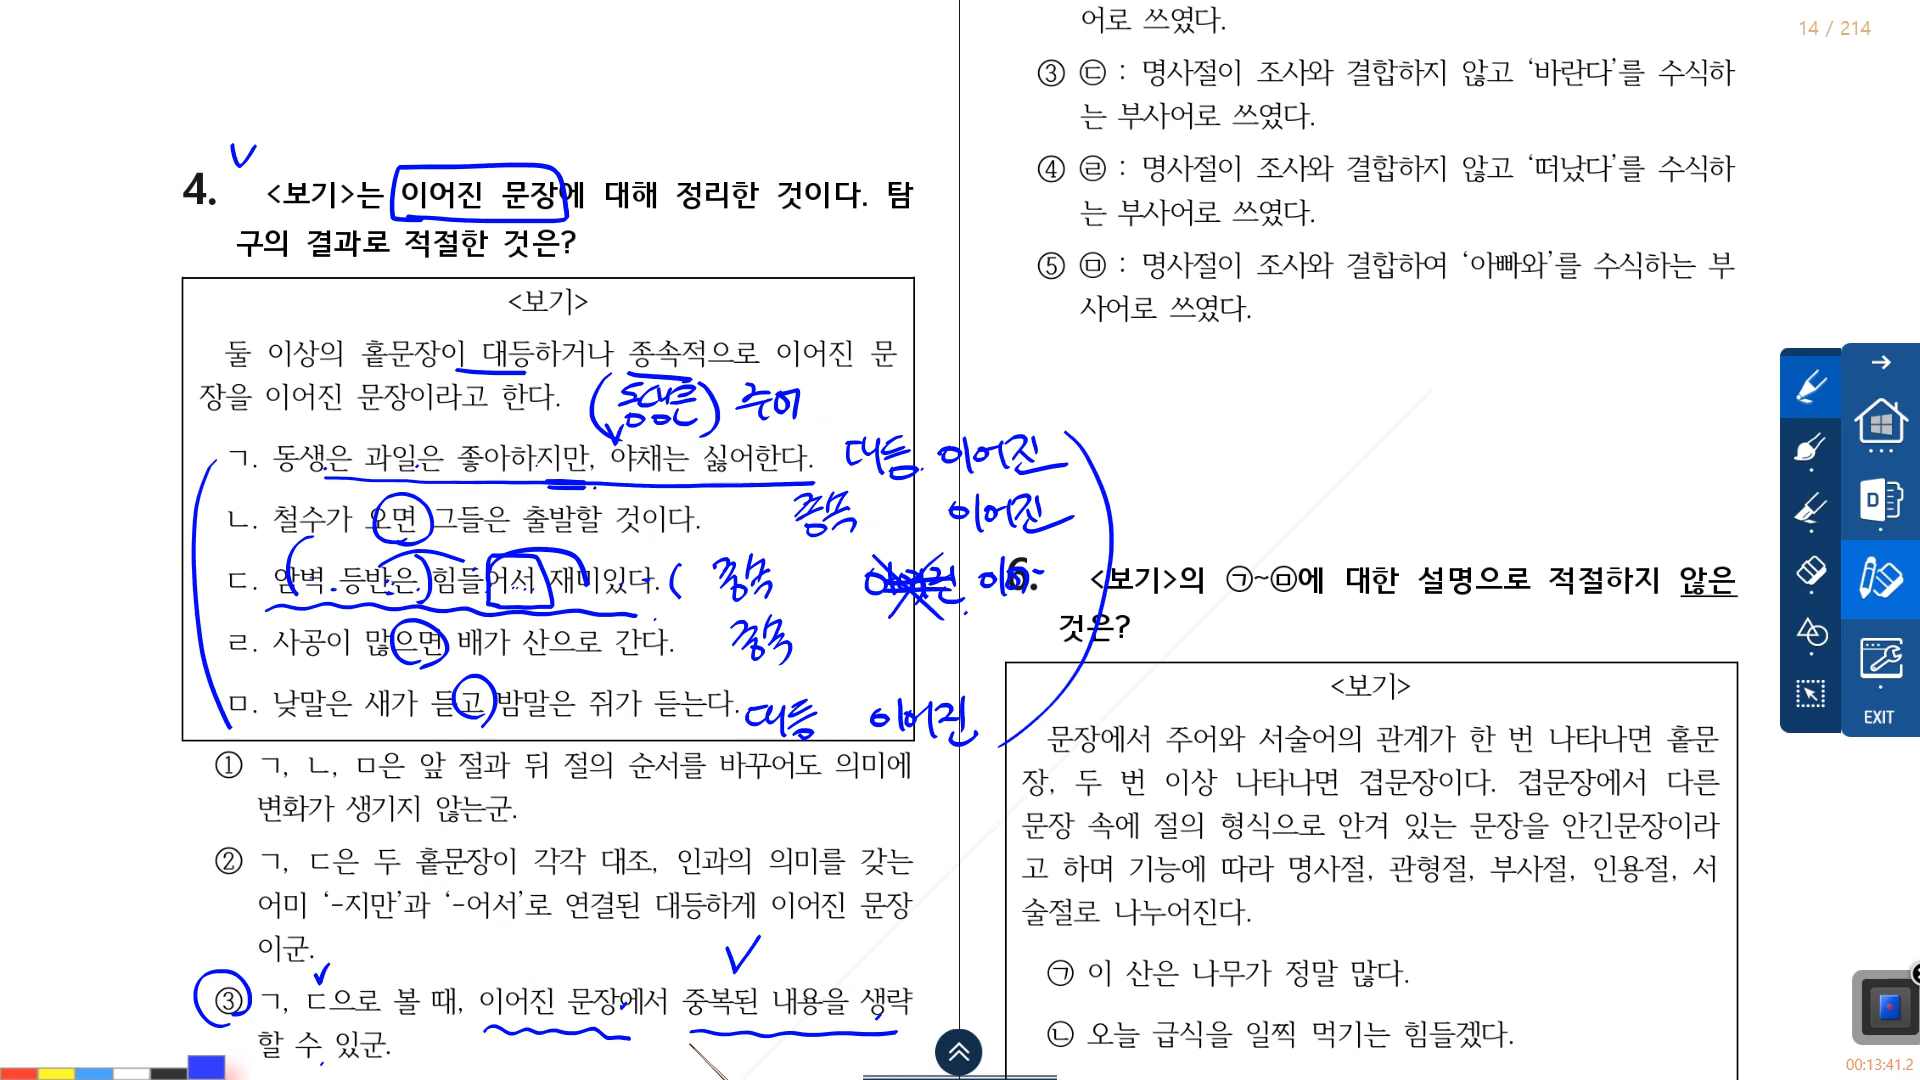 4. <보기>는 이어진 문장에 대해 정리한 것이다. 탐
구의 결과로 적절한 것은?
<보기>
둘 이상의 홑문장이 대등하거나 종속적으로 이어진 문
장을 이어진 문장이라고 한다.
(동생은) 주어
ㄱ. 동생은 과일은 좋아하지만, 야채는 싫어한다.
대등 이어진
ㄴ. 철수가 오면 그들은 출발할 것이다.
종속 이어진
ㄷ. 암벽 등반은 힘들어서 재미있다.
종속
ㄹ. 사공이 많으면 배가 산으로 간다.
종속
ㅁ. 낮말은 새가 듣고 밤말은 쥐가 듣는다.
대등 이어진
① ㄱ, ㄴ, ㅁ은 앞 절과 뒤 절의 순서를 바꾸어도 의미에
변화가 생기지 않는군.
② ㄱ, ㄷ은 두 홑문장이 각각 대조, 인과의 의미를 갖는
어미 ‘-지만’과 ‘-어서’로 연결된 대등하게 이어진 문장
이군.
③ ㄱ, ㄷ으로 볼 때, 이어진 문장에서 중복된 내용을 생략
할 수 있군.
어로 쓰였다.
③ ㉢ : 명사절이 조사와 결합하지 않고 ‘바란다’를 수식하
는 부사어로 쓰였다.
④ ㉣ : 명사절이 조사와 결합하지 않고 ‘떠났다’를 수식하
는 부사어로 쓰였다.
⑤ ㉤ : 명사절이 조사와 결합하여 ‘아빠와’를 수식하는 부
사어로 쓰였다.
6. <보기>의 ㉠~㉤에 대한 설명으로 적절하지 않은
것은?
<보기>
문장에서 주어와 서술어의 관계가 한 번 나타나면 홑문
장, 두 번 이상 나타나면 겹문장이다. 겹문장에서 다른
문장 속에 절의 형식으로 안겨 있는 문장을 안긴문장이라
고 하며 기능에 따라 명사절, 관형절, 부사절, 인용절, 서
술절로 나누어진다.
㉠ 이 산은 나무가 정말 많다.
㉡ 오늘 급식을 일찍 먹기는 힘들겠다.
14 / 214
D
EXIT
00:13:41.2